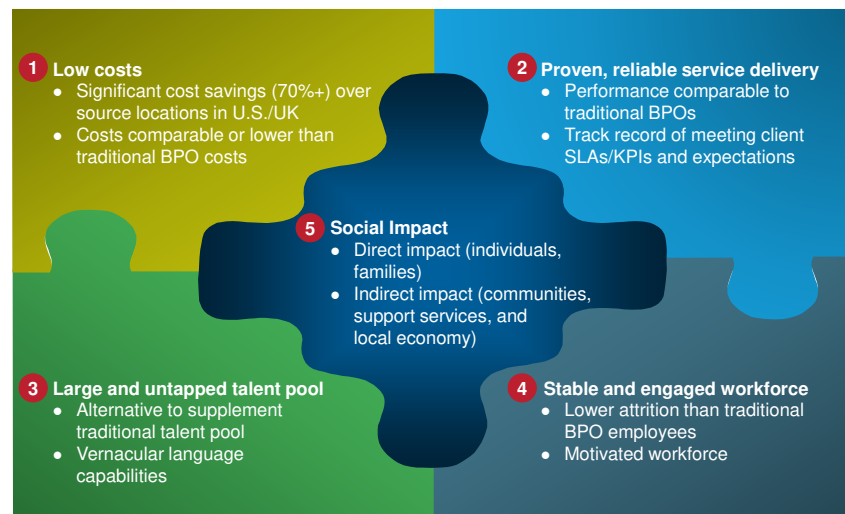 1 Low costs
● Significant cost savings (70%+) over
source locations in U.S./UK
● Costs comparable or lower than
traditional BPO costs
2 Proven, reliable service delivery
● Performance comparable to
traditional BPOs
● Track record of meeting client
SLAs/KPIs and expectations
5 Social Impact
● Direct impact (individuals,
families)
● Indirect impact (communities,
support services, and
local economy)
3 Large and untapped talent pool
● Alternative to supplement
traditional talent pool
● Vernacular language
capabilities
4 Stable and engaged workforce
● Lower attrition than traditional
BPO employees
● Motivated workforce